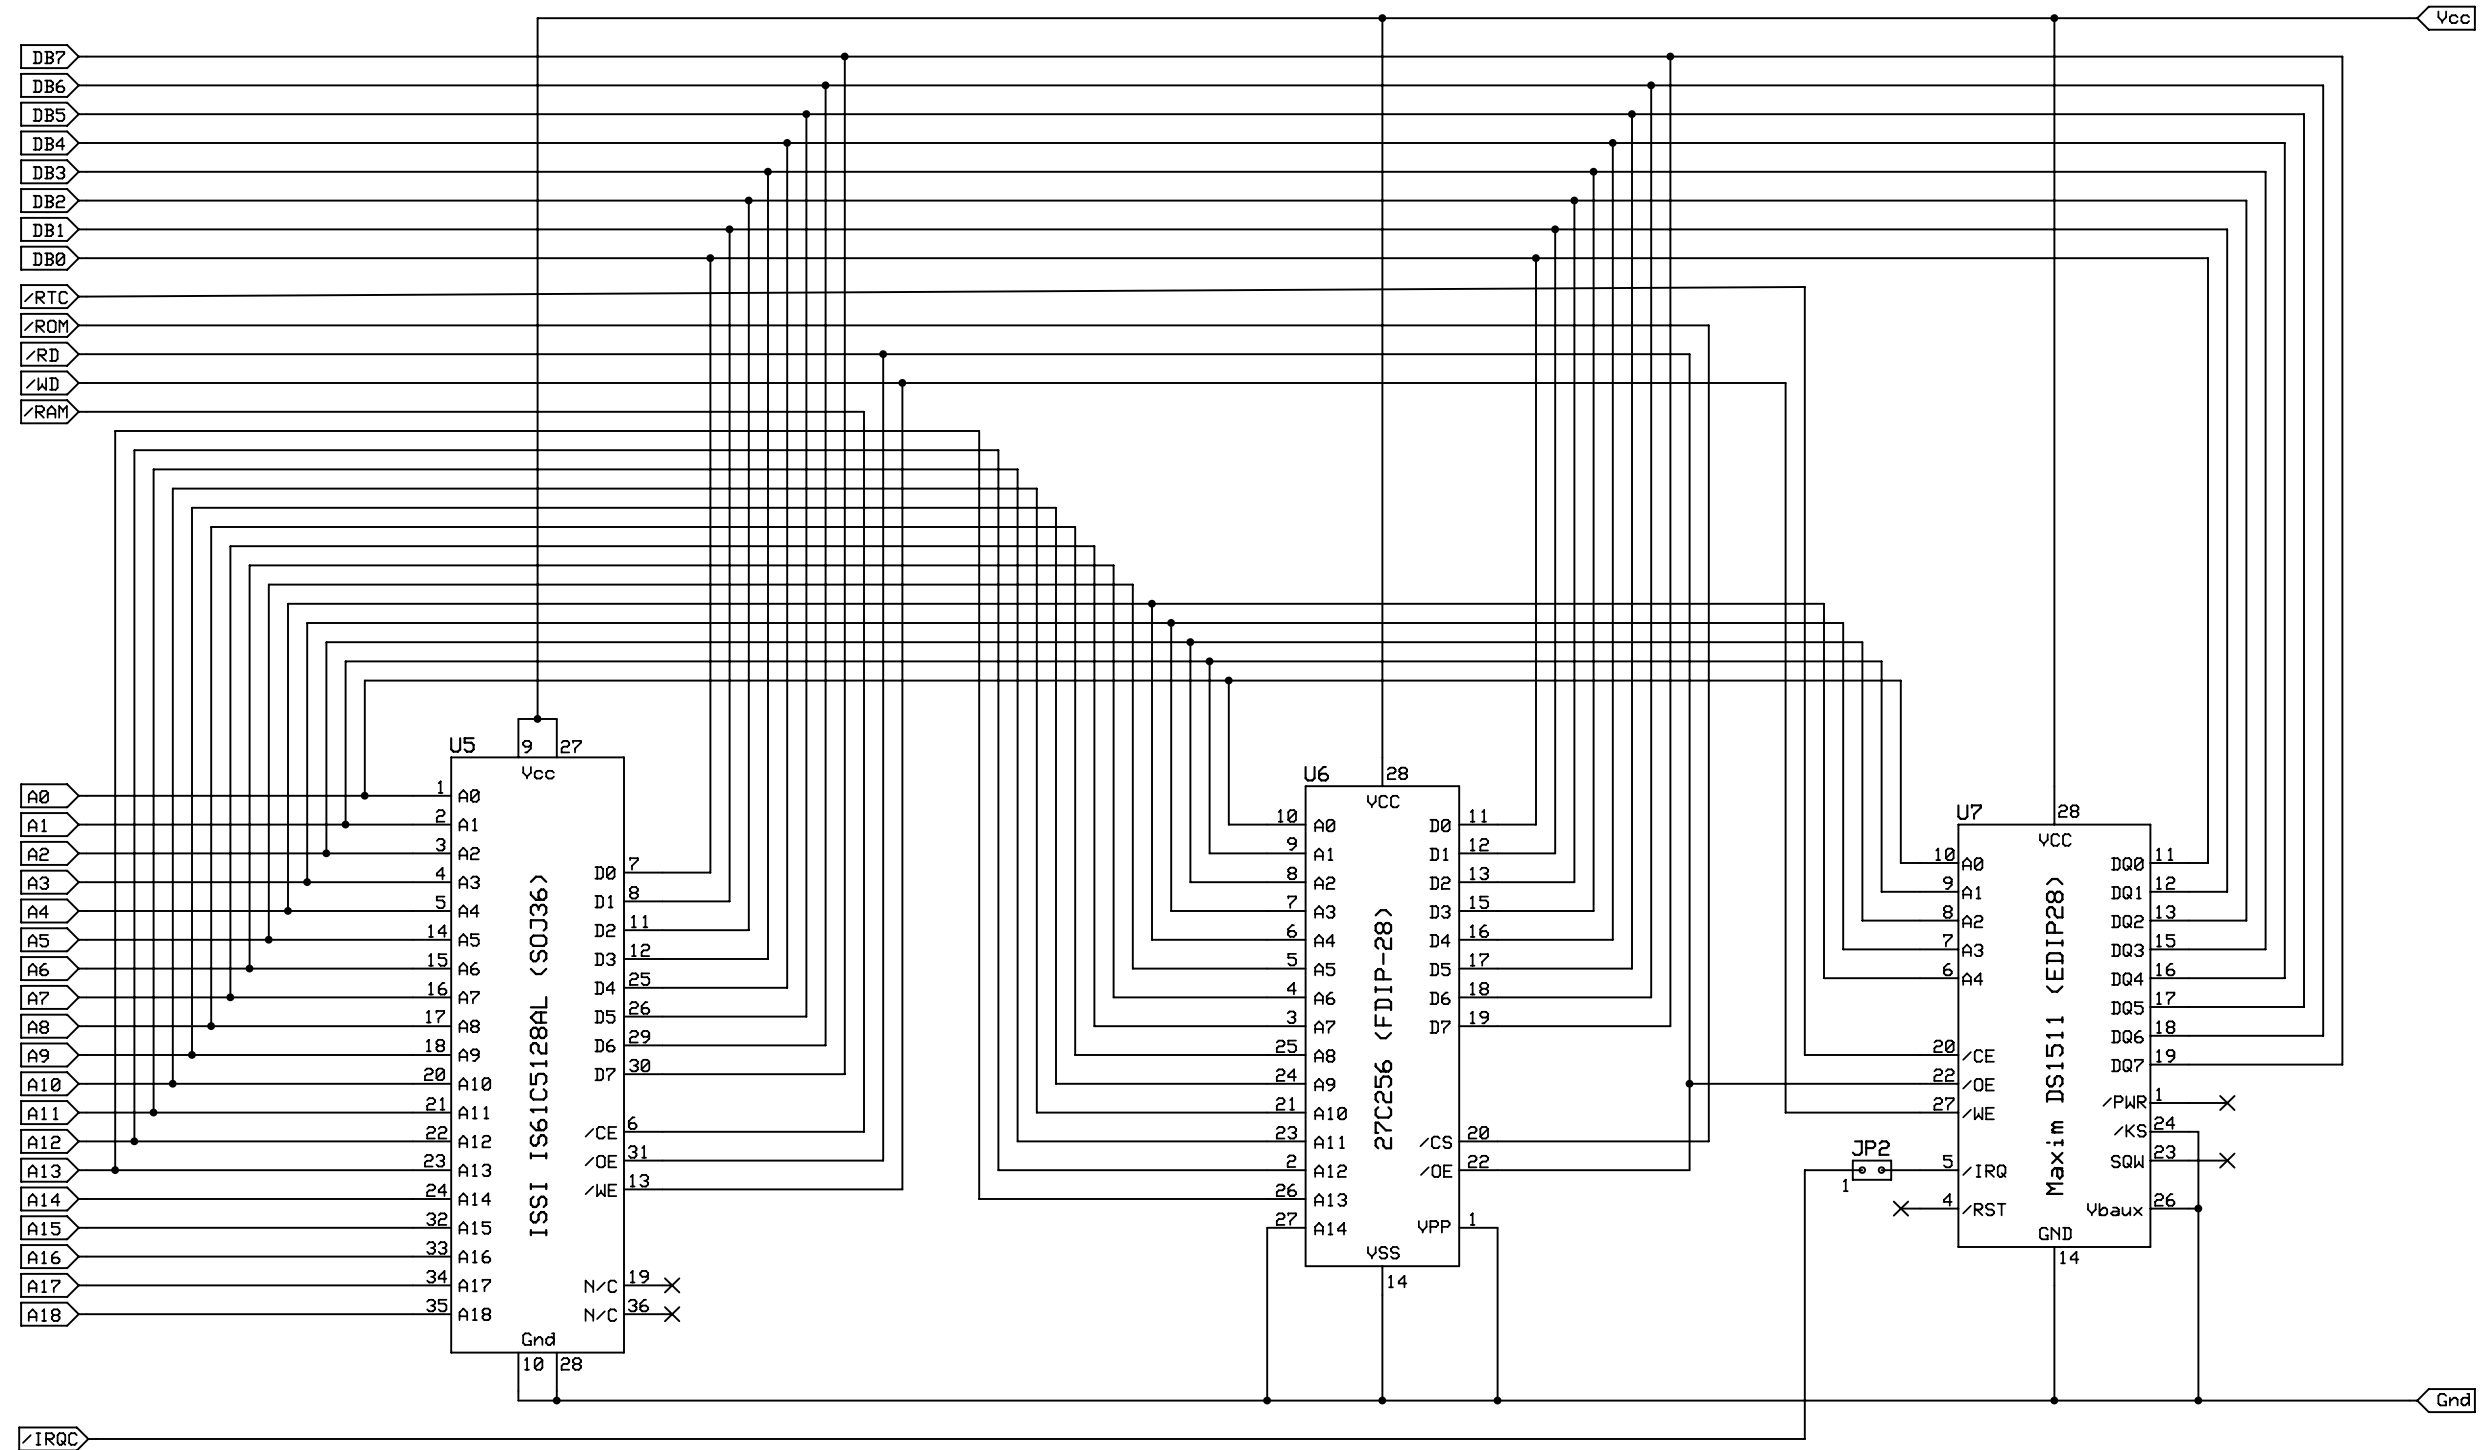 Vcc
DB7
DB6
DB5
DB4
DB3
DB2
DB1
DB0
/RTC
/ROM
/RD
/WD
/RAM
A0
A1
A2
A3
A4
A5
A6
A7
A8
A9
A10
A11
A12
A13
A14
A15
A16
A17
A18
/IRQC
U5
9 27
Vcc
1 A0
2 A1
3 A2
4 A3
5 A4
14 A5
15 A6
16 A7
17 A8
18 A9
20 A10
21 A11
22 A12
23 A13
24 A14
32 A15
33 A16
34 A17
35 A18
ISSI IS61C5128AL (SOJ36)
D0 7
D1 8
D2 11
D3 12
D4 25
D5 26
D6 29
D7 30
/CE 6
/OE 31
/WE 13
N/C 19
N/C 36
Gnd
10 28
U6
28
VCC
10 A0
9 A1
8 A2
7 A3
6 A4
5 A5
4 A6
3 A7
25 A8
24 A9
21 A10
23 A11
2 A12
26 A13
27 A14
27C256 (FDIP-28)
D0 11
D1 12
D2 13
D3 15
D4 16
D5 17
D6 18
D7 19
/CS 20
/OE 22
VPP 1
VSS
14
U7
28
VCC
10 A0
9 A1
8 A2
7 A3
6 A4
20 /CE
22 /OE
27 /WE
JP2
1
5 /IRQ
4 /RST
Maxim DS1511 (EDIP28)
DQ0 11
DQ1 12
DQ2 13
DQ3 15
DQ4 16
DQ5 17
DQ6 18
DQ7 19
/PWR 1
/KS 24
SQW 23
Vbaux 26
GND
14
Gnd